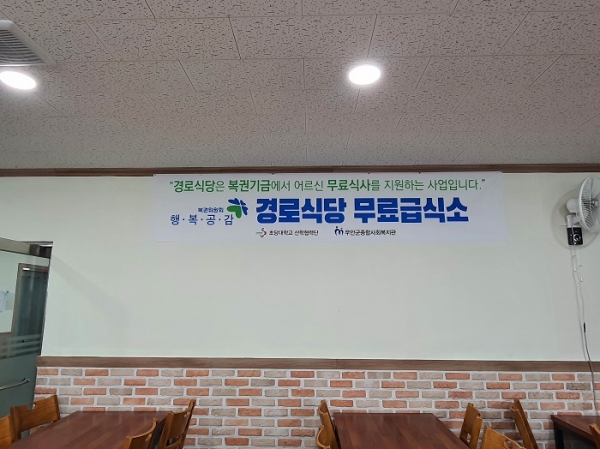 "경로식당은 복권기금에서 어르신 무료식사를 지원하는 사업입니다."
복권위원회
행·복·공·감
경로식당 무료급식소
초당대학교 산학협력단 무안군종합사회복지관